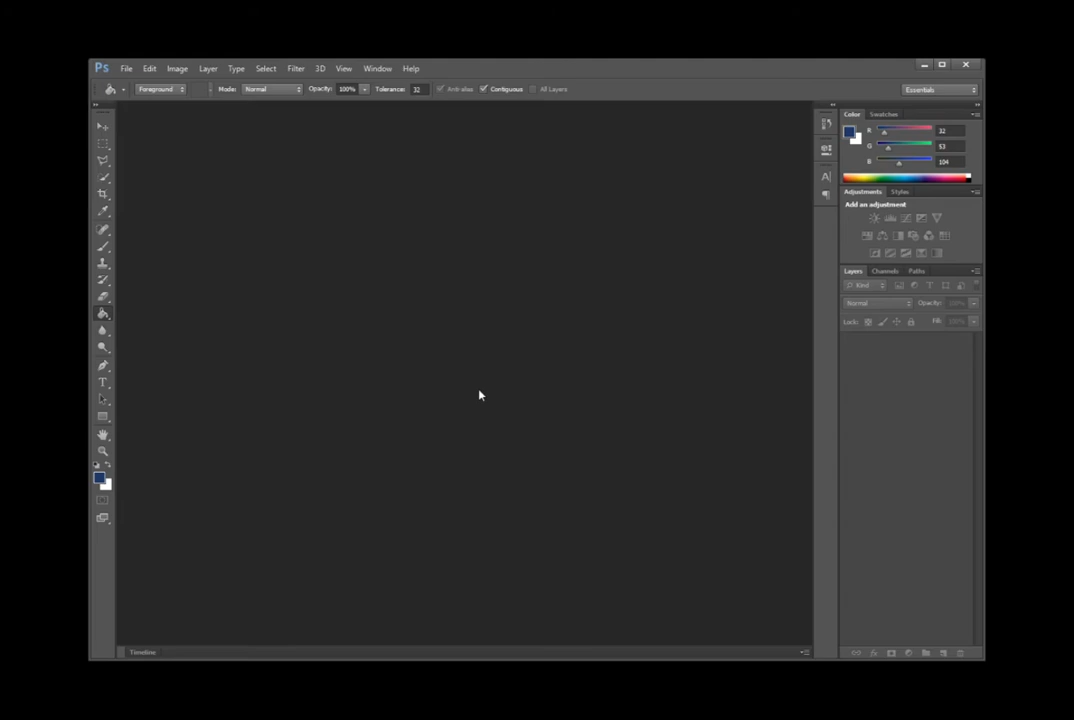 Ps File Edit Image Layer Type Select Filter 3D View Window Help
Foreground Mode: Normal Opacity: 100% Tolerance: 32 Anti-alias Contiguous All Layers Essentials
Color Swatches
R 32
G 53
B 104
Adjustments Styles
Add an adjustment
Layers Channels Paths
Kind T
Normal Opacity: 100%
Lock: Fill: 100%
A
¶
T
Timeline
fx